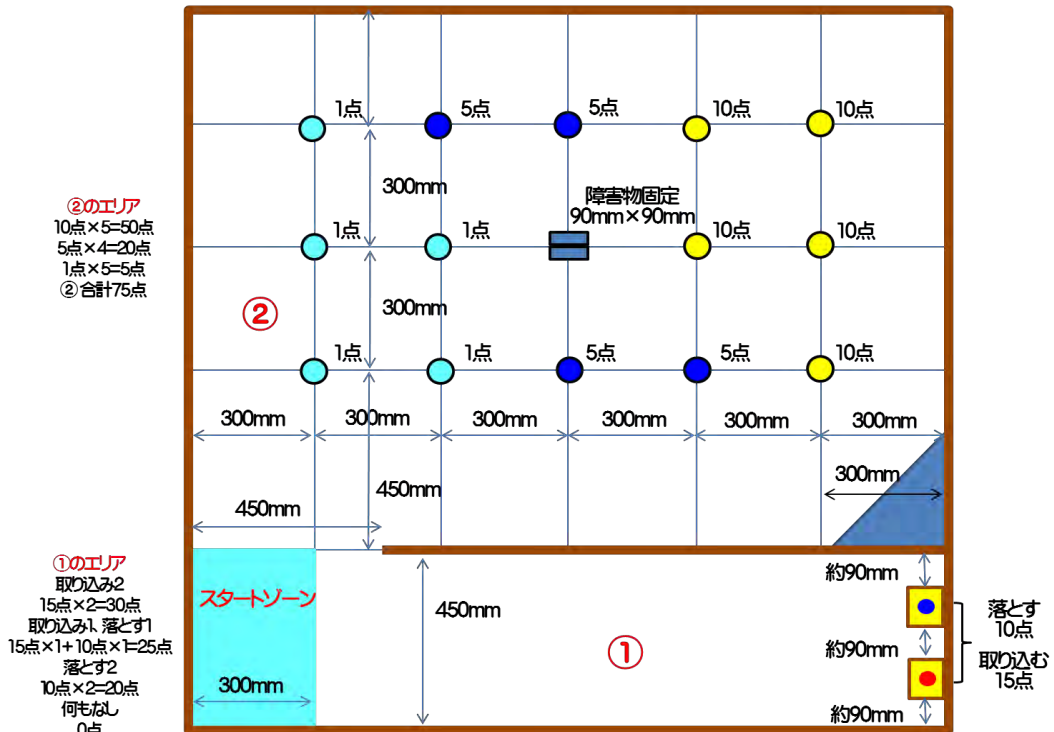 1点
5点
5点
10点
10点
300mm
障害物固定
90mm×90mm
②のエリア
10点×5=50点
5点×4=20点
1点×5=5点
②合計75点
1点
1点
10点
10点
②
300mm
1点
1点
5点
5点
10点
300mm
300mm
300mm
300mm
300mm
300mm
300mm
450mm
450mm
①のエリア
取り込み2
15点×2=30点
取り込み1、落とす1
15点×1+10点×1=25点
落とす2
10点×2=20点
何もなし
0点
スタートゾーン
300mm
450mm
①
約90mm
約90mm
約90mm
落とす
10点
取り込む
15点